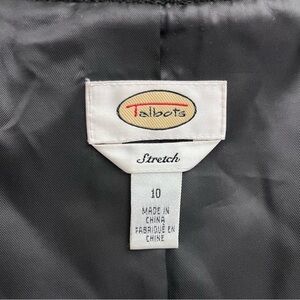 Talbots
Stretch
10
MADE IN
CHINA
FABRIQUÉ EN
CHINE